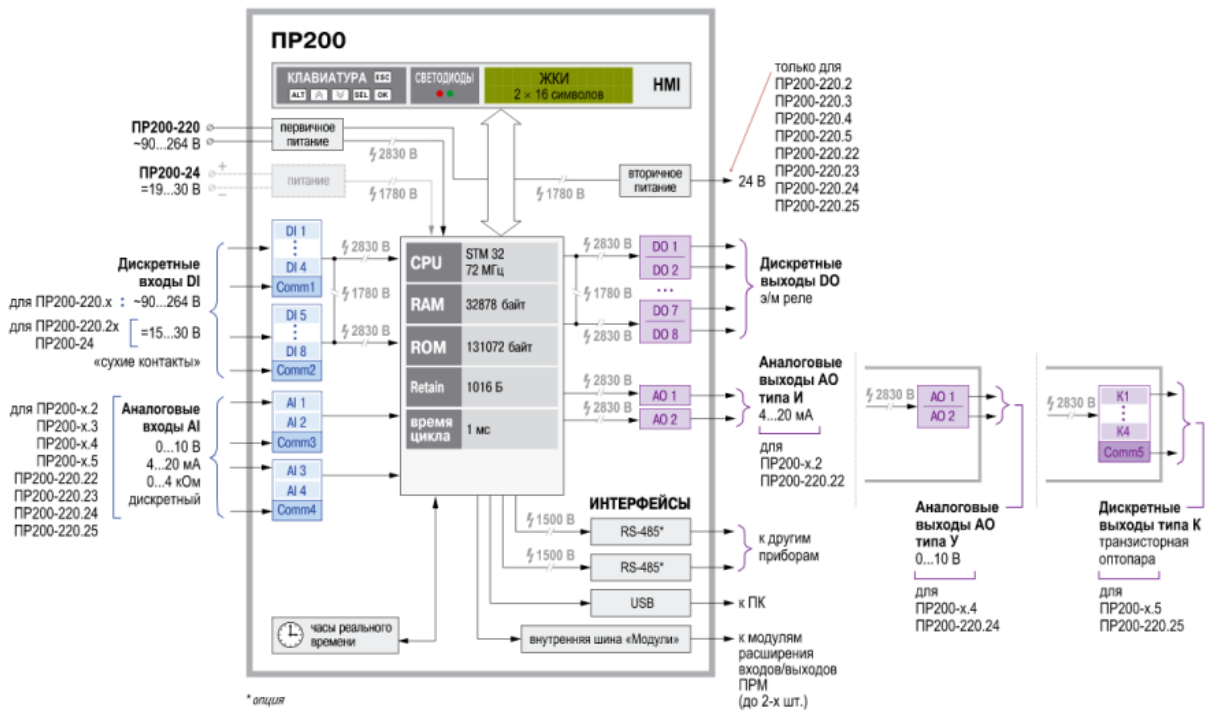 ПР200
КЛАВИАТУРА ESC
ALT SEL OK
СВЕТОДИОДЫ
ЖКИ
2 × 16 символов
HMI
только для
ПР200-220.2
ПР200-220.3
ПР200-220.4
ПР200-220.5
ПР200-220.22
ПР200-220.23
ПР200-220.24
ПР200-220.25
ПР200-220
~90...264 В
первичное
питание
2830 В
ПР200-24
=19...30 В
+
–
питание
1780 В
1780 В
вторичное
питание
24 В
Дискретные
входы DI
для ПР200-220.х : ~90...264 В
для ПР200-220.2х
ПР200-24
=15...30 В
«сухие контакты»
DI 1
DI 4
Comm1
DI 5
DI 8
Comm2
2830 В
1780 В
2830 В
CPU
STM 32
72 МГц
RAM
32878 байт
ROM
131072 байт
Retain
1016 Б
время
цикла
1 мс
2830 В
1780 В
2830 В
DO 1
DO 2
...
DO 7
DO 8
Дискретные
выходы DO
э/м реле
для ПР200-х.2
ПР200-х.3
ПР200-х.4
ПР200-х.5
ПР200-220.22
ПР200-220.23
ПР200-220.24
ПР200-220.25
Аналоговые
входы AI
0...10 В
4...20 мА
0...4 кОм
дискретный
AI 1
AI 2
Comm3
AI 3
AI 4
Comm4
2830 В
2830 В
АО 1
АО 2
Аналоговые
выходы АО
типа И
4...20 мА
для
ПР200-х.2
ПР200-220.22
2830 В
АО 1
АО 2
Аналоговые
выходы АО
типа У
0...10 В
для
ПР200-х.4
ПР200-220.24
2830 В
К1
К4
Comm5
Дискретные
выходы типа К
транзисторная
оптопара
для
ПР200-х.5
ПР200-220.25
ИНТЕРФЕЙСЫ
1500 В
RS-485*
1500 В
RS-485*
к другим
приборам
USB
к ПК
часы реального
времени
внутренняя шина «Модули»
к модулям
расширения
входов/выходов
ПРМ
(до 2-х шт.)
* опция